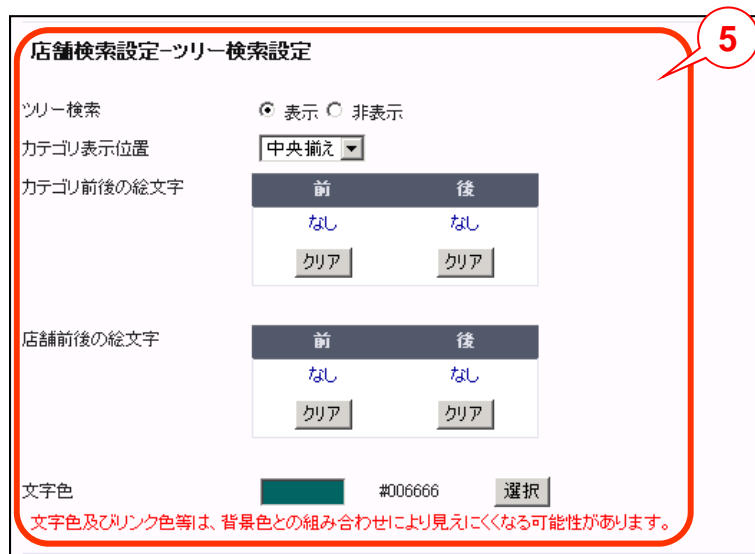 5
店舗検索設定−ツリー検索設定
ツリー検索 表示 非表示
カテゴリ表示位置 中央揃え
カテゴリ前後の絵文字 前 後
なし なし
クリア クリア
店舗前後の絵文字 前 後
なし なし
クリア クリア
文字色 #006666 選択
文字色及びリンク色等は、背景色との組み合わせにより見えにくくなる可能性があります。